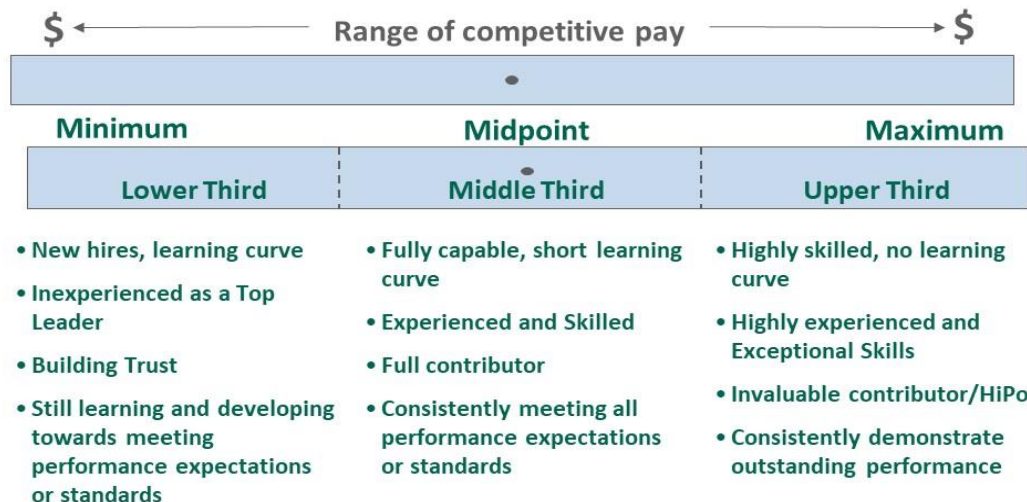 $ Range of competitive pay $
Minimum Midpoint Maximum
Lower Third Middle Third Upper Third
• New hires, learning curve
• Inexperienced as a Top
Leader
• Building Trust
• Still learning and developing
towards meeting
performance expectations
or standards
• Fully capable, short learning
curve
• Experienced and Skilled
• Full contributor
• Consistently meeting all
performance expectations
or standards
• Highly skilled, no learning
curve
• Highly experienced and
Exceptional Skills
• Invaluable contributor/HiPo
• Consistently demonstrate
outstanding performance